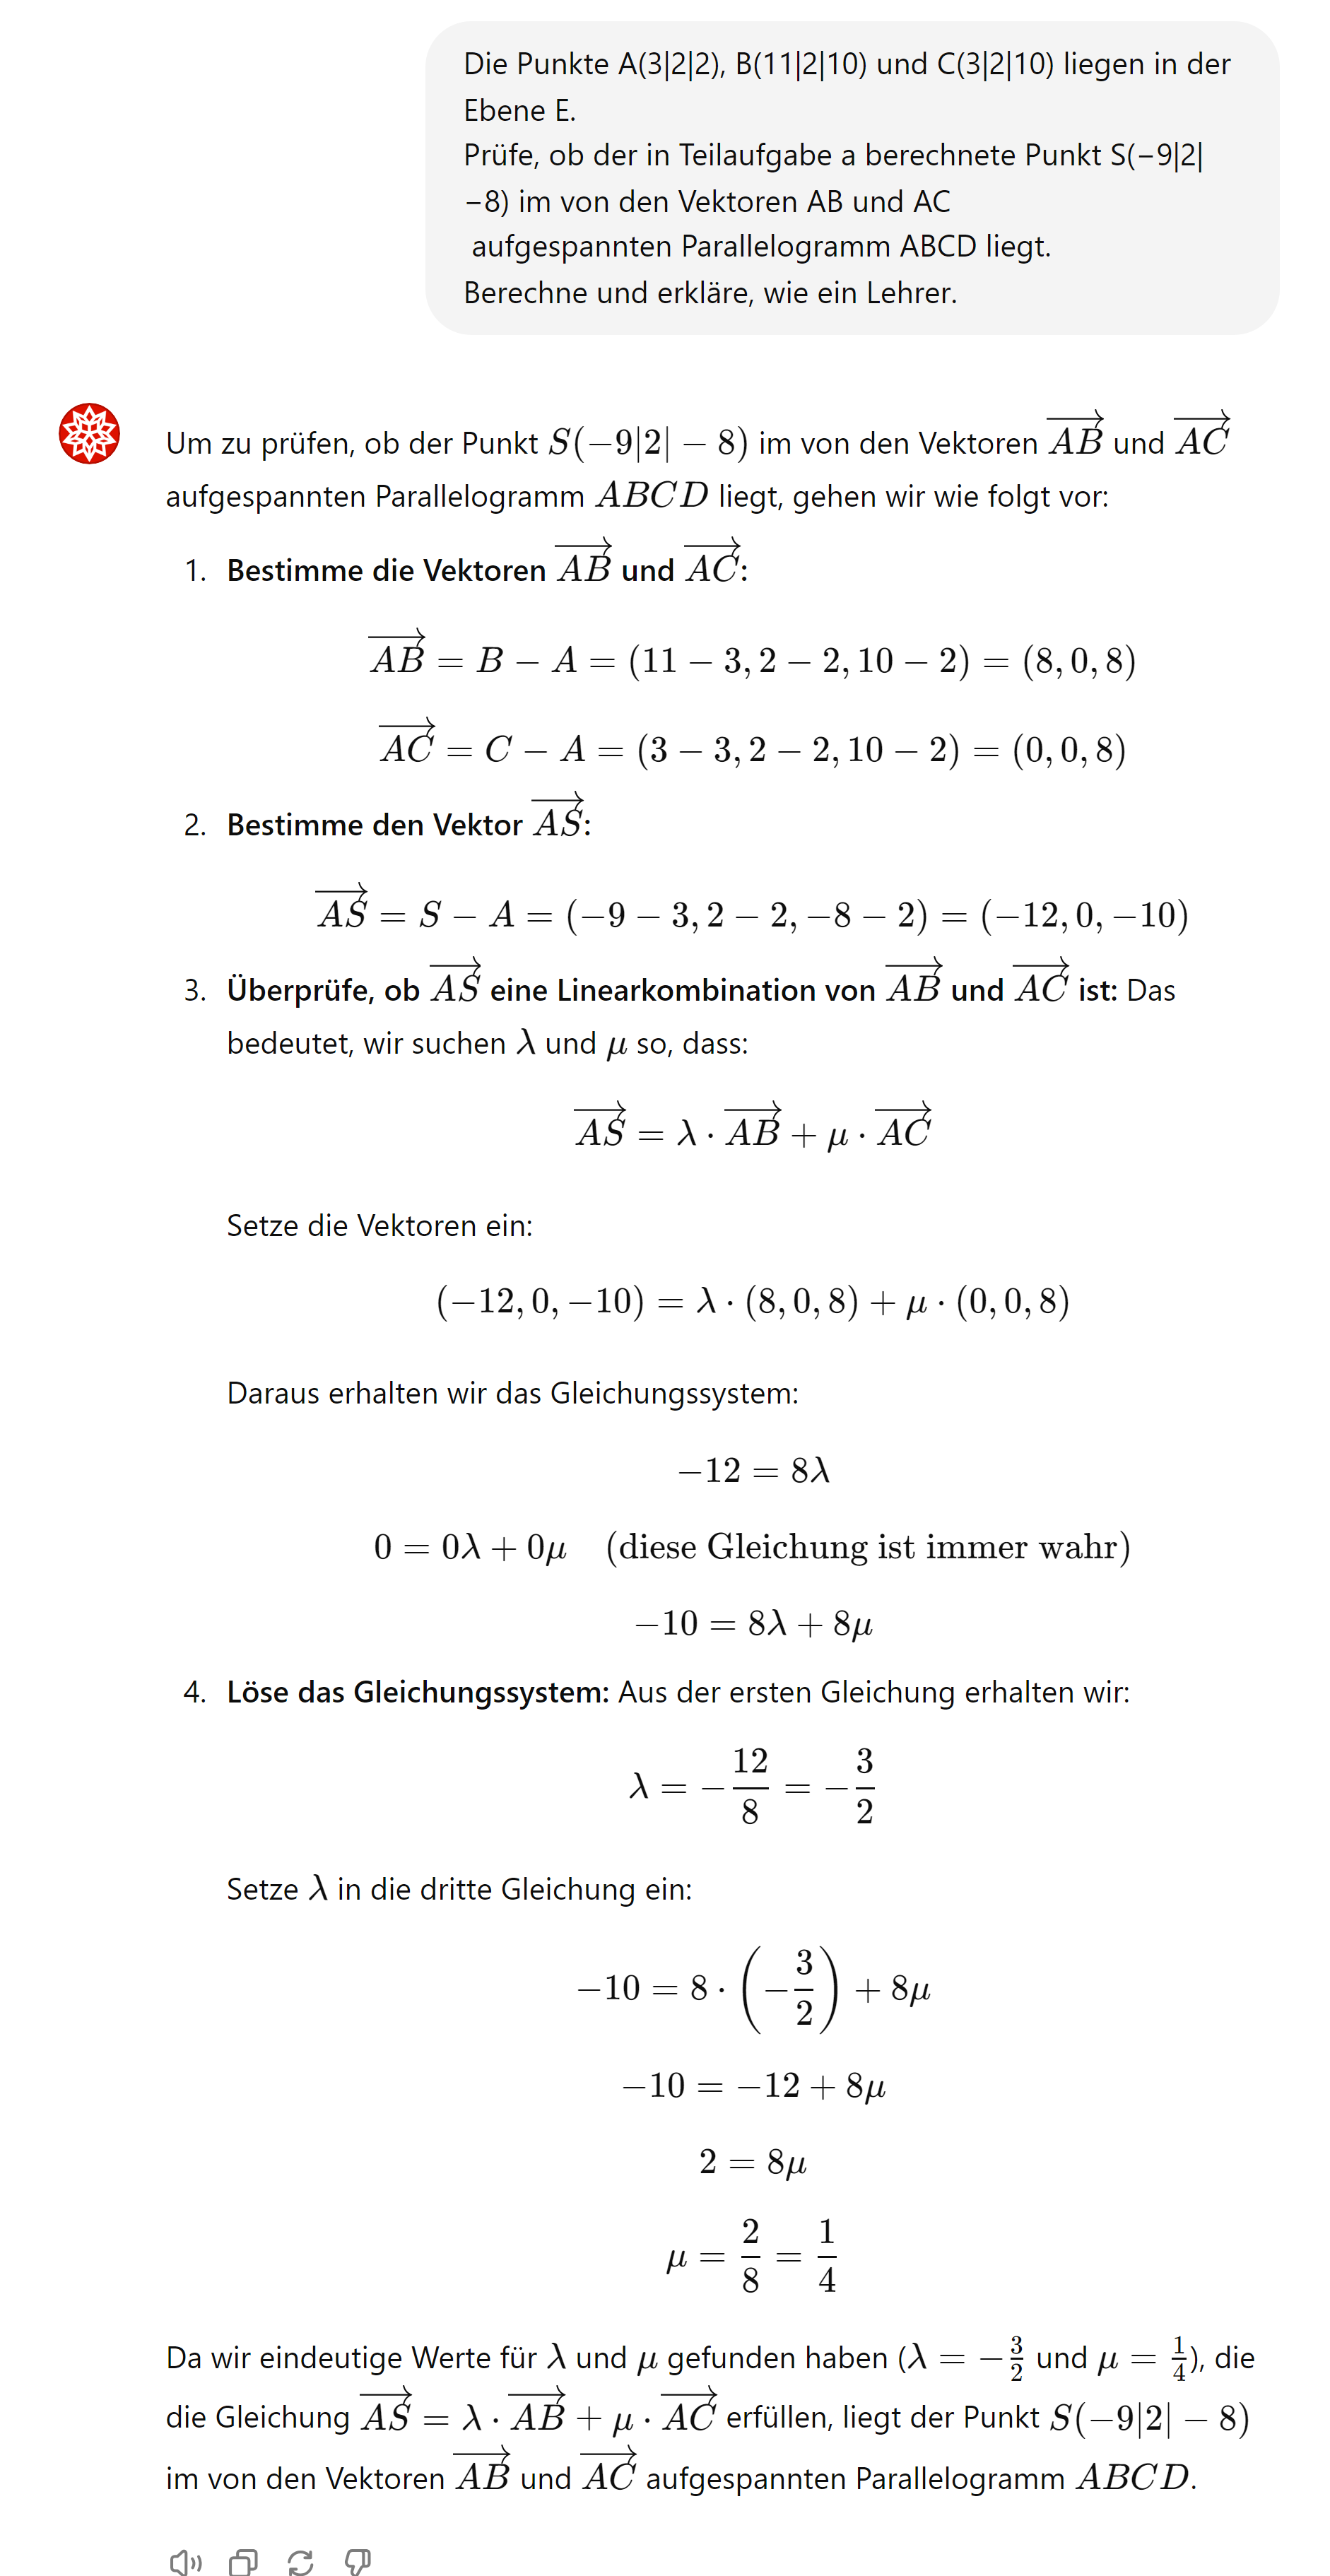 Die Punkte A(3|2|2), B(11|2|10) und C(3|2|10) liegen in der
Ebene E.
Prüfe, ob der in Teilaufgabe a berechnete Punkt S(−9|2|
−8) im von den Vektoren AB und AC
aufgespannten Parallelogramm ABCD liegt.
Berechne und erkläre, wie ein Lehrer.
Um zu prüfen, ob der Punkt $S(-9|2|-8)$ im von den Vektoren $\overrightarrow{AB}$ und $\overrightarrow{AC}$
aufgespannten Parallelogramm $ABCD$ liegt, gehen wir wie folgt vor:
1. Bestimme die Vektoren $\overrightarrow{AB}$ und $\overrightarrow{AC}$:
$\overrightarrow{AB} = B - A = (11 - 3, 2 - 2, 10 - 2) = (8, 0, 8)$
$\overrightarrow{AC} = C - A = (3 - 3, 2 - 2, 10 - 2) = (0, 0, 8)$
2. Bestimme den Vektor $\overrightarrow{AS}$:
$\overrightarrow{AS} = S - A = (-9 - 3, 2 - 2, -8 - 2) = (-12, 0, -10)$
3. Überprüfe, ob $\overrightarrow{AS}$ eine Linearkombination von $\overrightarrow{AB}$ und $\overrightarrow{AC}$ ist: Das
bedeutet, wir suchen $\lambda$ und $\mu$ so, dass:
$\overrightarrow{AS} = \lambda \cdot \overrightarrow{AB} + \mu \cdot \overrightarrow{AC}$
Setze die Vektoren ein:
$(-12, 0, -10) = \lambda \cdot (8, 0, 8) + \mu \cdot (0, 0, 8)$
Daraus erhalten wir das Gleichungssystem:
$-12 = 8\lambda$
$0 = 0\lambda + 0\mu$ (diese Gleichung ist immer wahr)
$-10 = 8\lambda + 8\mu$
4. Löse das Gleichungssystem: Aus der ersten Gleichung erhalten wir:
$\lambda = -\frac{12}{8} = -\frac{3}{2}$
Setze $\lambda$ in die dritte Gleichung ein:
$-10 = 8 \cdot \left(-\frac{3}{2}\right) + 8\mu$
$-10 = -12 + 8\mu$
$2 = 8\mu$
$\mu = \frac{2}{8} = \frac{1}{4}$
Da wir eindeutige Werte für $\lambda$ und $\mu$ gefunden haben ($\lambda = -\frac{3}{2}$ und $\mu = \frac{1}{4}$), die
die Gleichung $\overrightarrow{AS} = \lambda \cdot \overrightarrow{AB} + \mu \cdot \overrightarrow{AC}$ erfüllen, liegt der Punkt $S(-9|2|-8)$
im von den Vektoren $\overrightarrow{AB}$ und $\overrightarrow{AC}$ aufgespannten Parallelogramm $ABCD$.